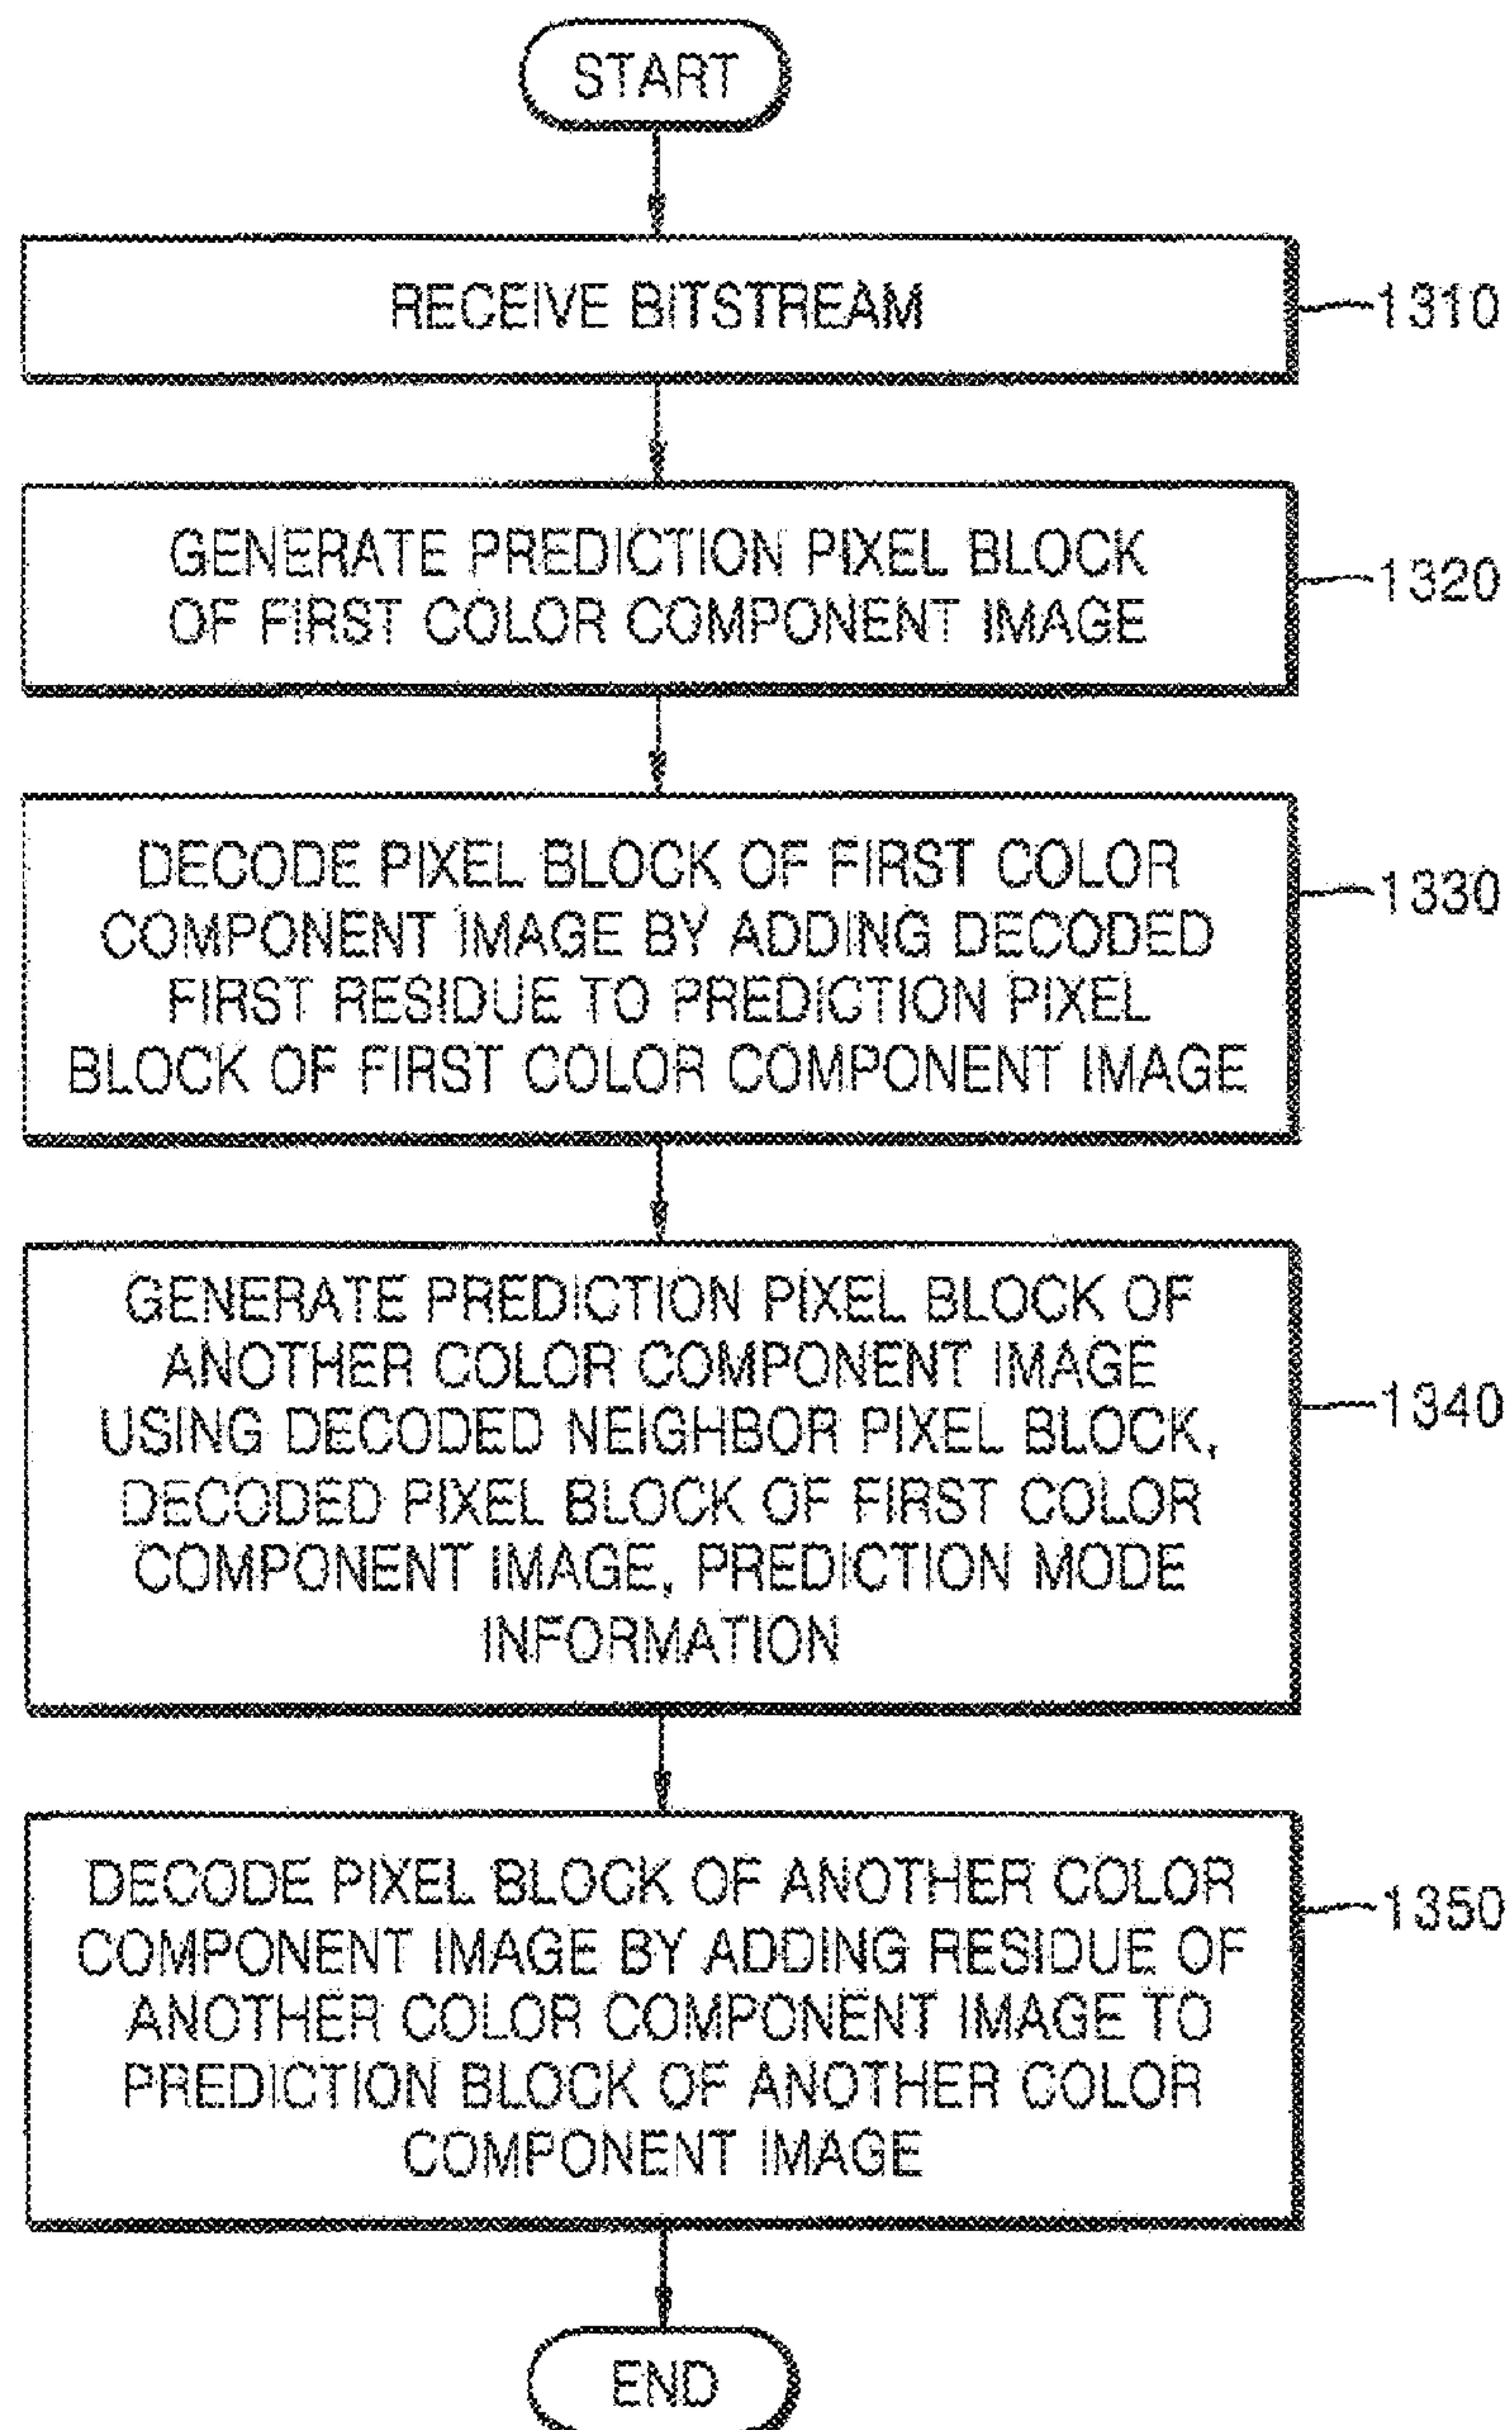 START
RECEIVE BITSTREAM
1310
GENERATE PREDICTION PIXEL BLOCK
OF FIRST COLOR COMPONENT IMAGE
1320
DECODE PIXEL BLOCK OF FIRST COLOR
COMPONENT IMAGE BY ADDING DECODED
FIRST RESIDUE TO PREDICTION PIXEL
BLOCK OF FIRST COLOR COMPONENT IMAGE
1330
GENERATE PREDICTION PIXEL BLOCK OF
ANOTHER COLOR COMPONENT IMAGE
USING DECODED NEIGHBOR PIXEL BLOCK,
DECODED PIXEL BLOCK OF FIRST COLOR
COMPONENT IMAGE, PREDICTION MODE
INFORMATION
1340
DECODE PIXEL BLOCK OF ANOTHER COLOR
COMPONENT IMAGE BY ADDING RESIDUE OF
ANOTHER COLOR COMPONENT IMAGE TO
PREDICTION BLOCK OF ANOTHER COLOR
COMPONENT IMAGE
1350
END